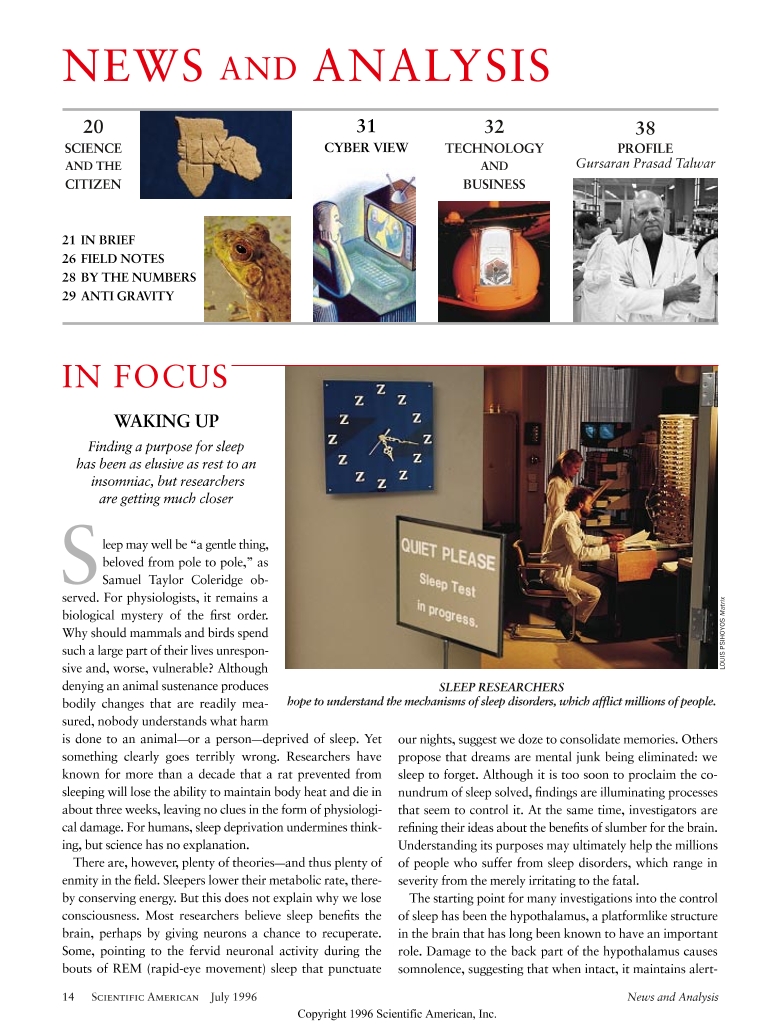 NEWS AND ANALYSIS
20
SCIENCE
AND THE
CITIZEN
21 IN BRIEF
26 FIELD NOTES
28 BY THE NUMBERS
29 ANTI GRAVITY
31
CYBER VIEW
32
TECHNOLOGY
AND
BUSINESS
38
PROFILE
Gursaran Prasad Talwar
IN FOCUS
WAKING UP
Finding a purpose for sleep
has been as elusive as rest to an
insomniac, but researchers
are getting much closer
Z
Z
Z
Z
Z
Z
Z
Z
Z
Z
Z
Z
QUIET PLEASE
Sleep Test
in progress.
LOUIS PSIHOYOS Matrix
SLEEP RESEARCHERS
hope to understand the mechanisms of sleep disorders, which afflict millions of people.
Sleep may well be “a gentle thing,
beloved from pole to pole,” as
Samuel Taylor Coleridge ob-
served. For physiologists, it remains a
biological mystery of the first order.
Why should mammals and birds spend
such a large part of their lives unrespon-
sive and, worse, vulnerable? Although
denying an animal sustenance produces
bodily changes that are readily mea-
sured, nobody understands what harm
is done to an animal—or a person—deprived of sleep. Yet
something clearly goes terribly wrong. Researchers have
known for more than a decade that a rat prevented from
sleeping will lose the ability to maintain body heat and die in
about three weeks, leaving no clues in the form of physiologi-
cal damage. For humans, sleep deprivation undermines think-
ing, but science has no explanation.
There are, however, plenty of theories—and thus plenty of
enmity in the field. Sleepers lower their metabolic rate, there-
by conserving energy. But this does not explain why we lose
consciousness. Most researchers believe sleep benefits the
brain, perhaps by giving neurons a chance to recuperate.
Some, pointing to the fervid neuronal activity during the
bouts of REM (rapid-eye movement) sleep that punctuate
our nights, suggest we doze to consolidate memories. Others
propose that dreams are mental junk being eliminated: we
sleep to forget. Although it is too soon to proclaim the co-
nundrum of sleep solved, findings are illuminating processes
that seem to control it. At the same time, investigators are
refining their ideas about the benefits of slumber for the brain.
Understanding its purposes may ultimately help the millions
of people who suffer from sleep disorders, which range in
severity from the merely irritating to the fatal.
The starting point for many investigations into the control
of sleep has been the hypothalamus, a platformlike structure
in the brain that has long been known to have an important
role. Damage to the back part of the hypothalamus causes
somnolence, suggesting that when intact, it maintains alert-
14 SCIENTIFIC AMERICAN July 1996
News and Analysis
Copyright 1996 Scientific American, Inc.